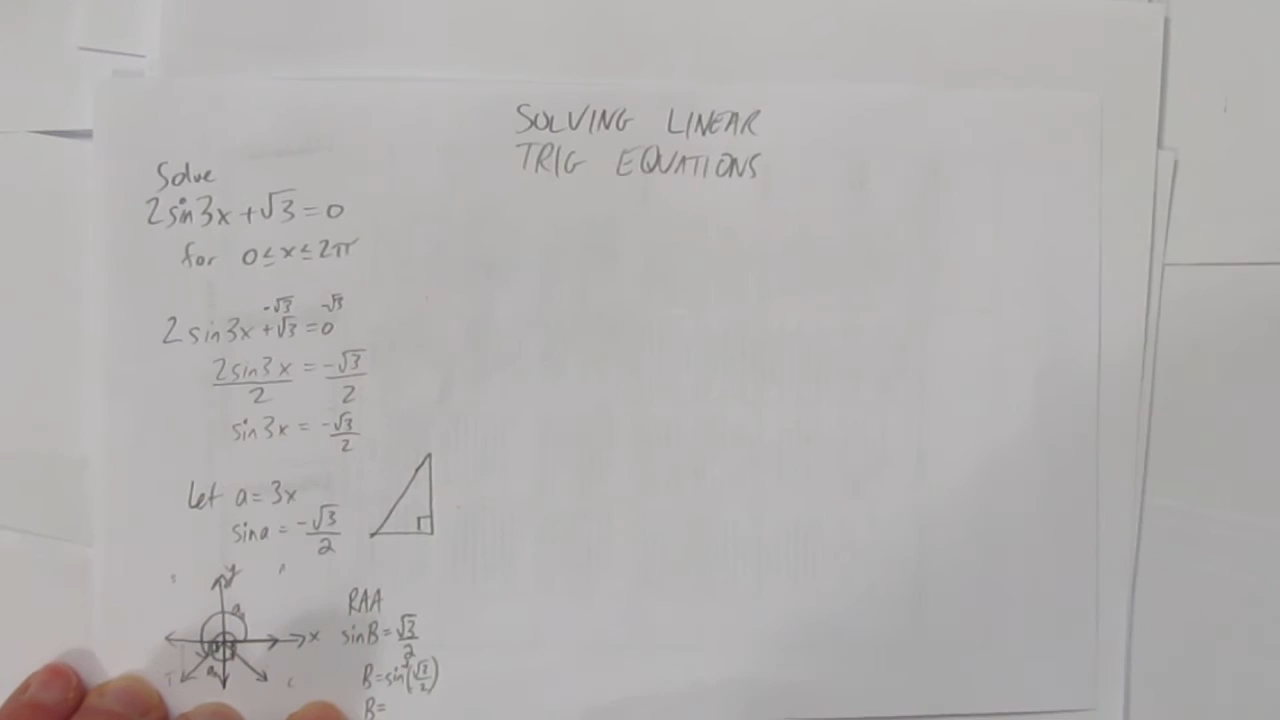 SOLVING LINEAR
TRIG EQUATIONS
Solve
2sin3x+√3=0
for 0≤x≤2π
-√3 -√3
2sin3x+√3=0
2sin3x/2 = -√3/2
sin3x = -√3/2
Let a=3x
sina = -√3/2
S A
y
a
x
T C
RAA
sinB=√3/2
B=sin⁻¹(√3/2)
B=